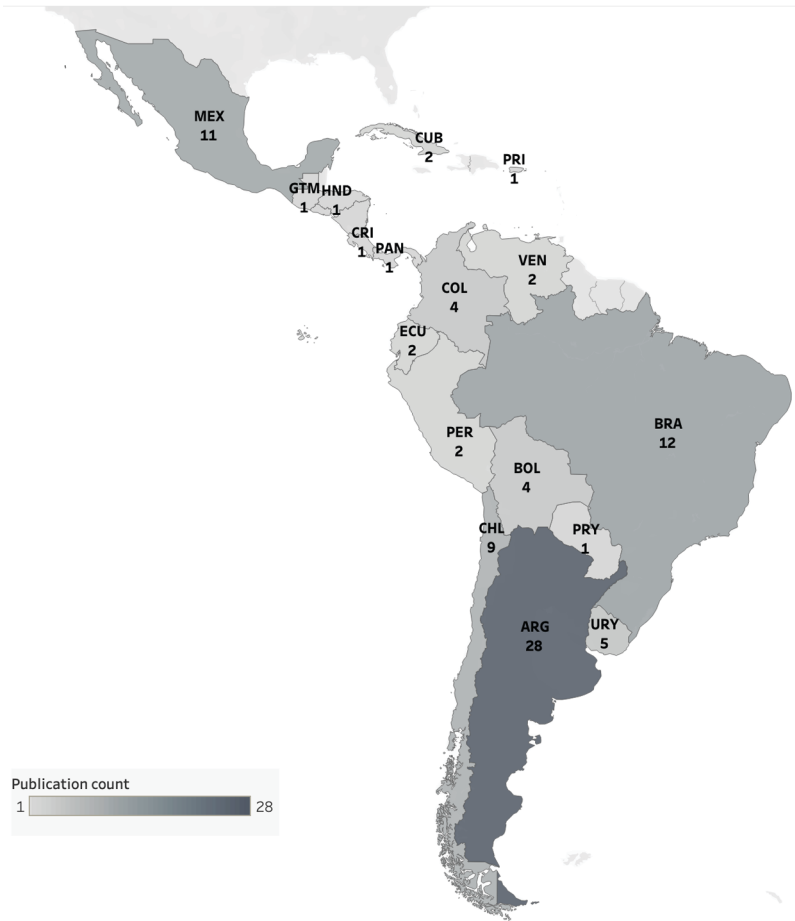 MEX
11
CUB
2
PRI
1
GTM
1
HND
1
CRI
1
PAN
1
VEN
2
COL
4
ECU
2
BRA
12
PER
2
BOL
4
CHL
9
PRY
1
ARG
28
URY
5
Publication count
1 28